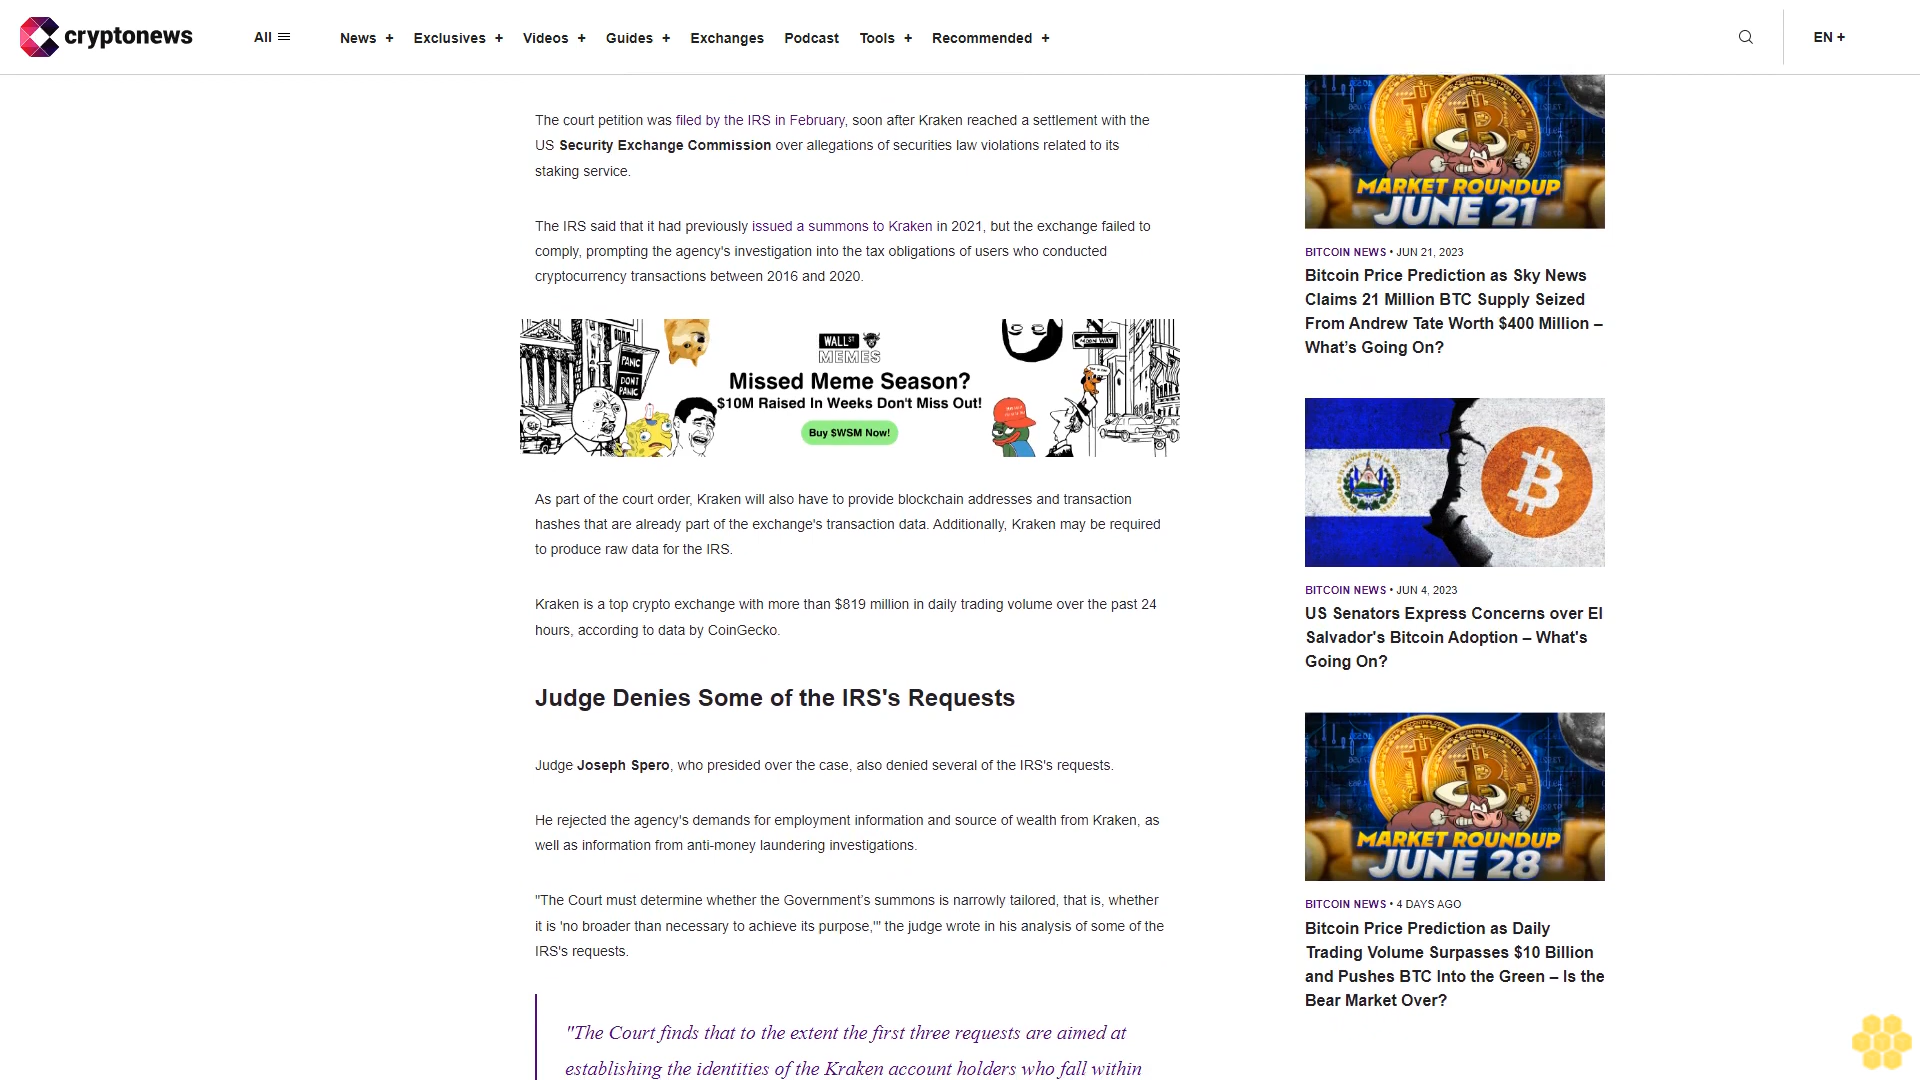 cryptonews
All
News +
Exclusives +
Videos +
Guides +
Exchanges
Podcast
Tools +
Recommended +
EN +
The court petition was filed by the IRS in February, soon after Kraken reached a settlement with the
US Security Exchange Commission over allegations of securities law violations related to its
staking service.
The IRS said that it had previously issued a summons to Kraken in 2021, but the exchange failed to
comply, prompting the agency's investigation into the tax obligations of users who conducted
cryptocurrency transactions between 2016 and 2020.
PANIC
DONT
PANIC
WALL ST
MEMES
Missed Meme Season?
$10M Raised In Weeks Don't Miss Out!
Buy $WSM Now!
MOON WAY
As part of the court order, Kraken will also have to provide blockchain addresses and transaction
hashes that are already part of the exchange's transaction data. Additionally, Kraken may be required
to produce raw data for the IRS.
Kraken is a top crypto exchange with more than $819 million in daily trading volume over the past 24
hours, according to data by CoinGecko.
Judge Denies Some of the IRS's Requests
Judge Joseph Spero, who presided over the case, also denied several of the IRS's requests.
He rejected the agency's demands for employment information and source of wealth from Kraken, as
well as information from anti-money laundering investigations.
"The Court must determine whether the Government’s summons is narrowly tailored, that is, whether
it is 'no broader than necessary to achieve its purpose,'" the judge wrote in his analysis of some of the
IRS's requests.
"The Court finds that to the extent the first three requests are aimed at
establishing the identities of the Kraken account holders who fall within
MARKET ROUNDUP
JUNE 21
BITCOIN NEWS • JUN 21, 2023
Bitcoin Price Prediction as Sky News
Claims 21 Million BTC Supply Seized
From Andrew Tate Worth $400 Million –
What’s Going On?
BITCOIN NEWS • JUN 4, 2023
US Senators Express Concerns over El
Salvador's Bitcoin Adoption – What's
Going On?
MARKET ROUNDUP
JUNE 28
BITCOIN NEWS • 4 DAYS AGO
Bitcoin Price Prediction as Daily
Trading Volume Surpasses $10 Billion
and Pushes BTC Into the Green – Is the
Bear Market Over?